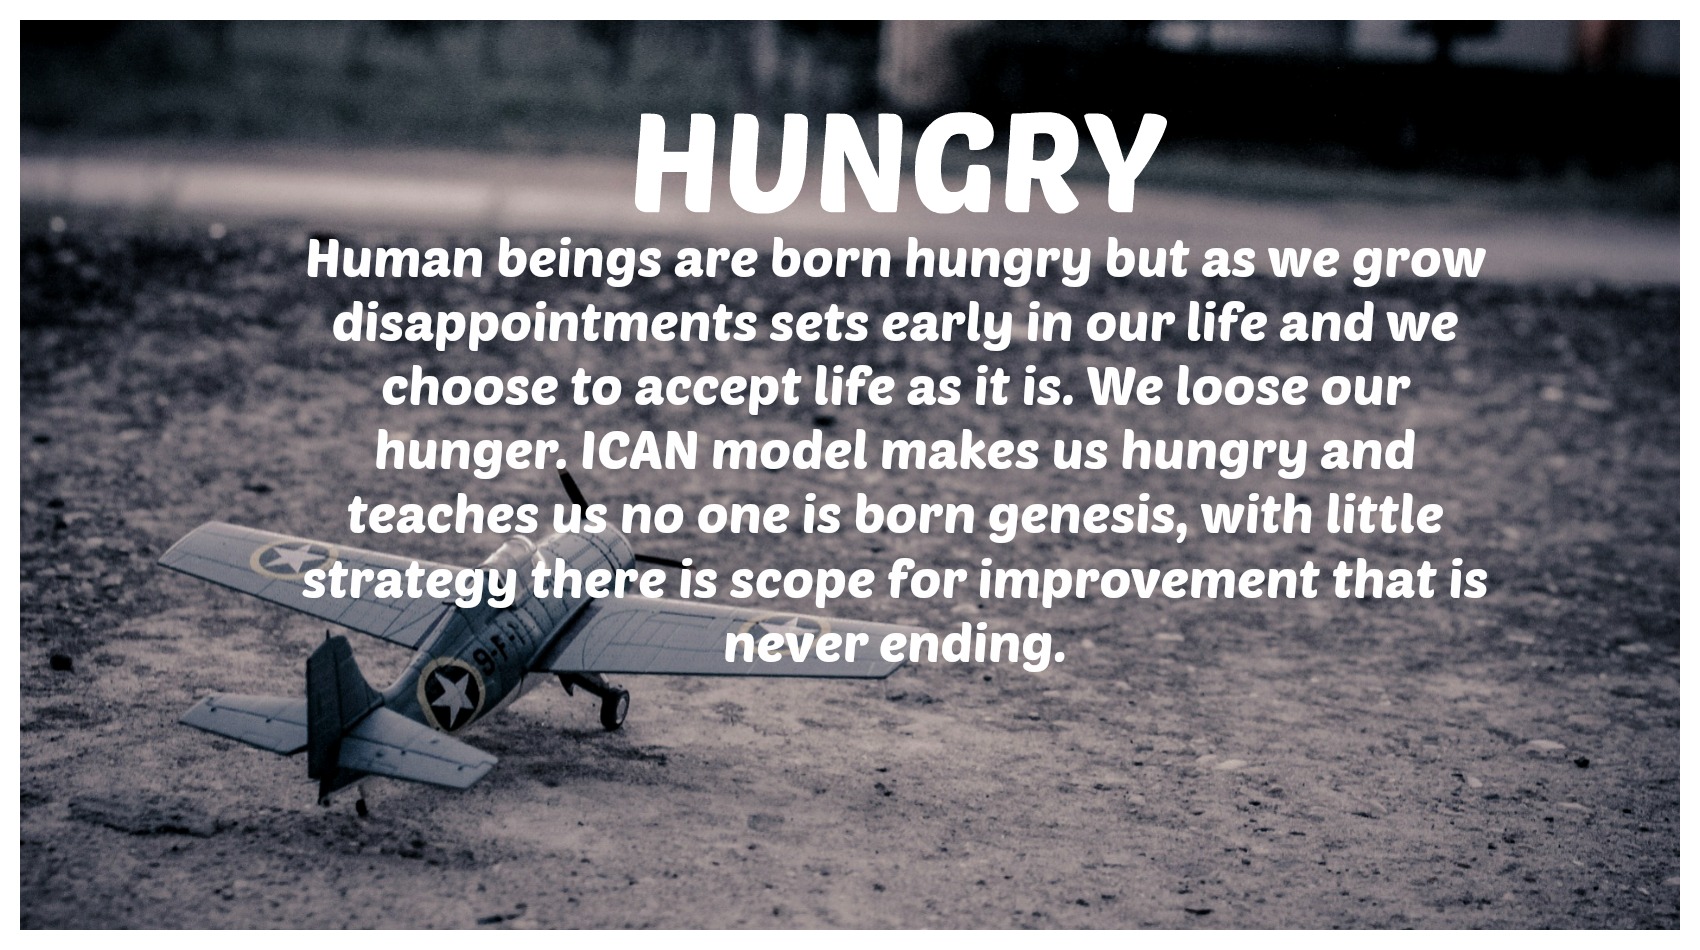 HUNGRY
Human beings are born hungry but as we grow
disappointments sets early in our life and we
choose to accept life as it is. We loose our
hunger. ICAN model makes us hungry and
teaches us no one is born genesis, with little
strategy there is scope for improvement that is
never ending.
9-F-1